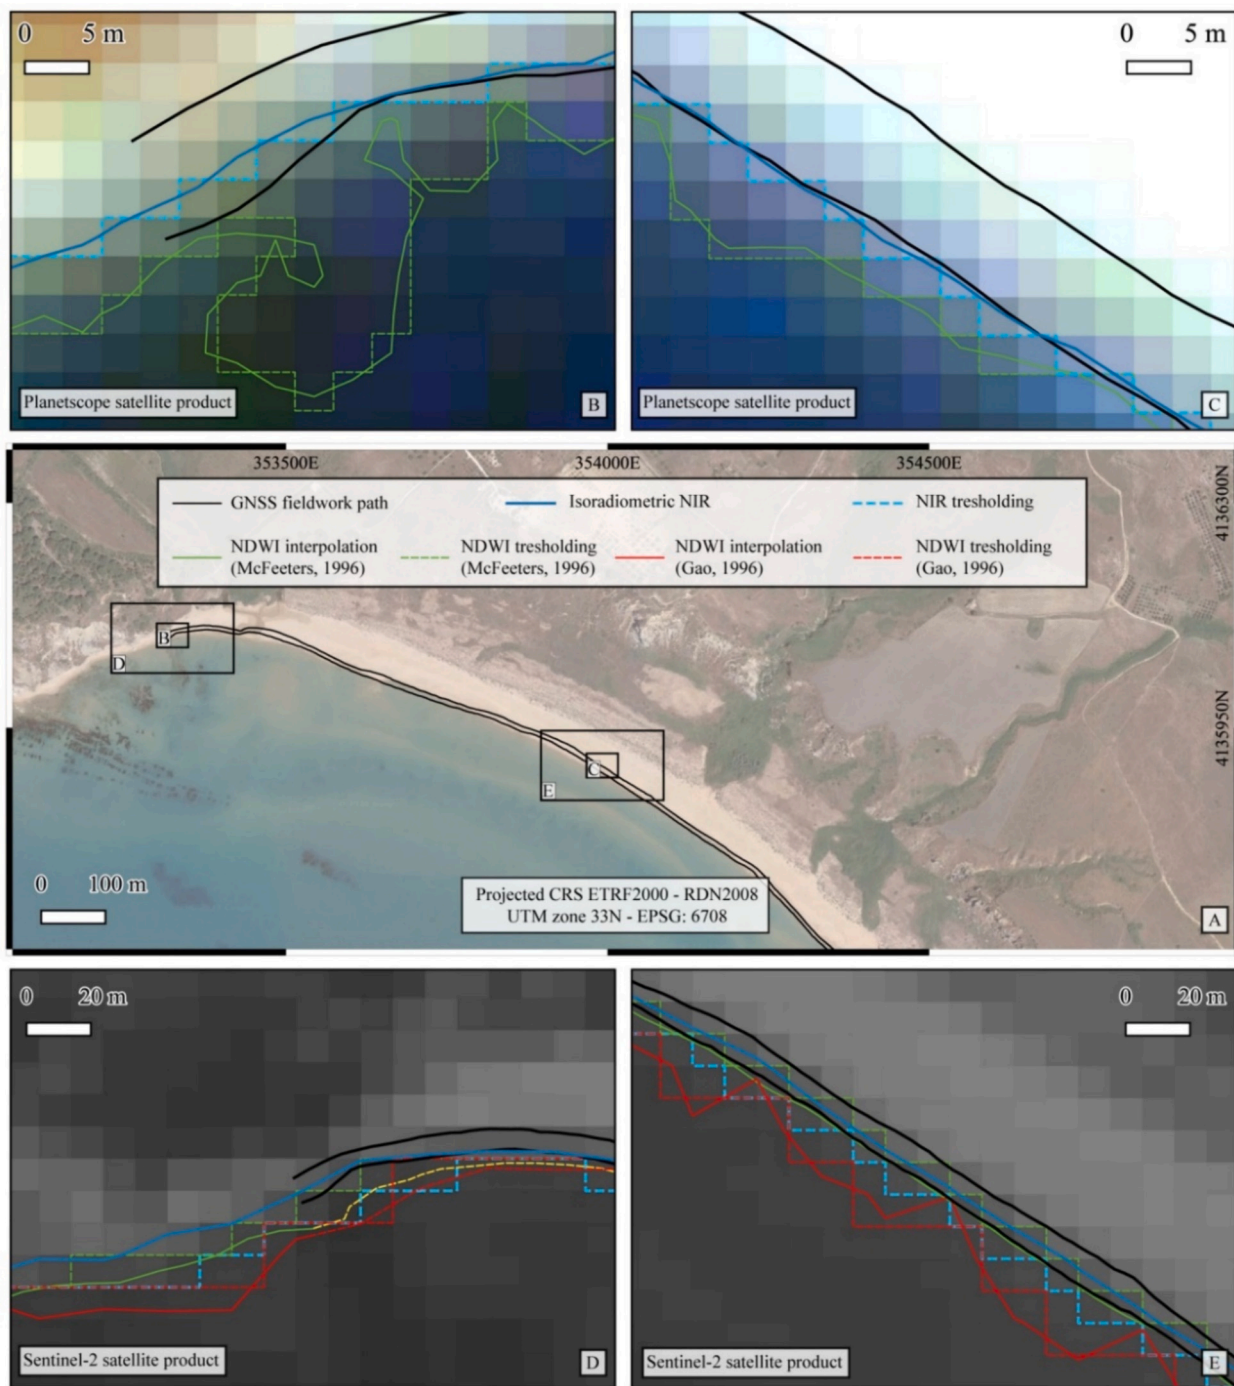 0 5 m
0 5 m
Planetscope satellite product
B
Planetscope satellite product
C
353500E
354000E
354500E
GNSS fieldwork path
Isoradiometric NIR
NIR tresholding
NDWI interpolation
(McFeeters, 1996)
NDWI tresholding
(McFeeters, 1996)
NDWI interpolation
(Gao, 1996)
NDWI tresholding
(Gao, 1996)
4136300N
4135950N
B
D
C
E
0 100 m
Projected CRS ETRF2000 - RDN2008
UTM zone 33N - EPSG: 6708
A
0 20 m
0 20 m
Sentinel-2 satellite product
D
Sentinel-2 satellite product
E